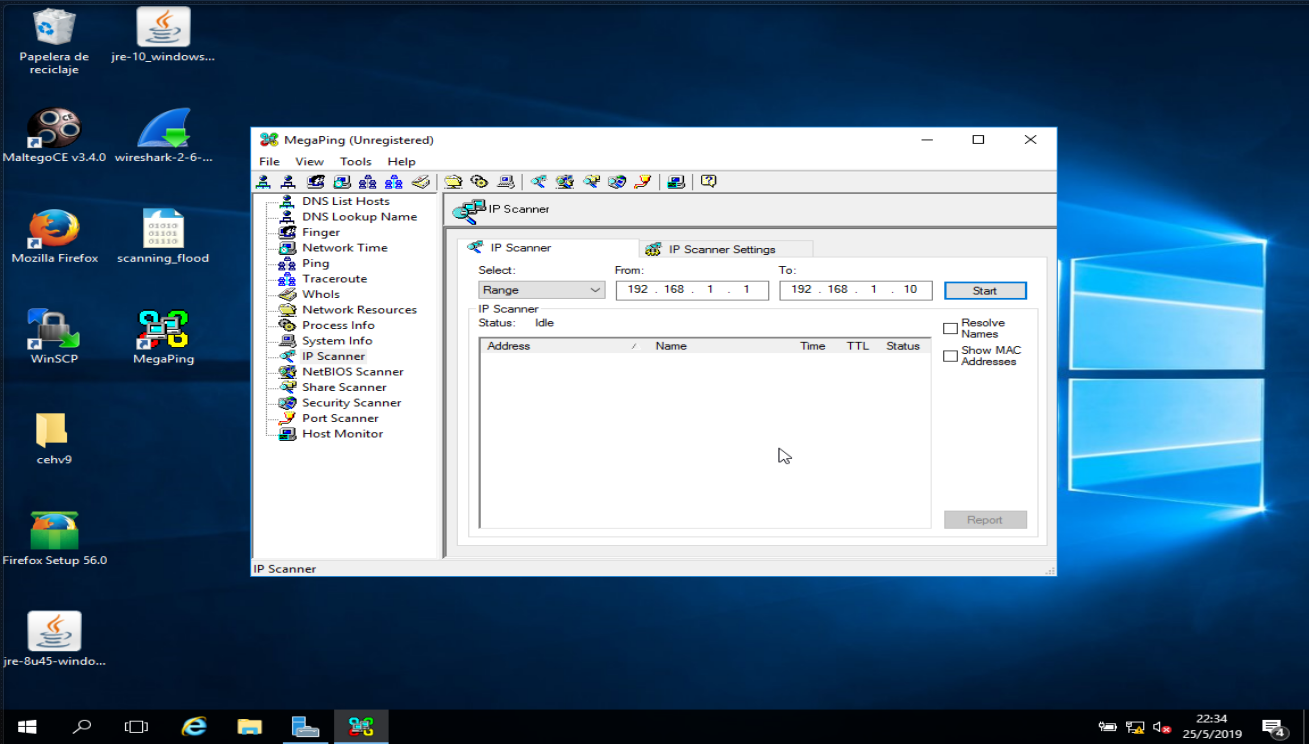 Papelera de
reciclaje
jre-10_windows...
MaltegoCE v3.4.0
wireshark-2-6-...
Mozilla Firefox
01010
01011
01110
scanning_flood
WinSCP
MegaPing
cehv9
Firefox Setup 56.0
jre-8u45-windo...
MegaPing (Unregistered)
File View Tools Help
DNS List Hosts
DNS Lookup Name
Finger
Network Time
Ping
Traceroute
WhoIs
Network Resources
Process Info
System Info
IP Scanner
NetBIOS Scanner
Share Scanner
Security Scanner
Port Scanner
Host Monitor
IP Scanner
IP Scanner
IP Scanner Settings
Select: From: To:
Range 192 . 168 . 1 . 1 192 . 168 . 1 . 10 Start
IP Scanner
Status: Idle
Address Name Time TTL Status
Resolve
Names
Show MAC
Addresses
Report
IP Scanner
22:34
25/5/2019
4